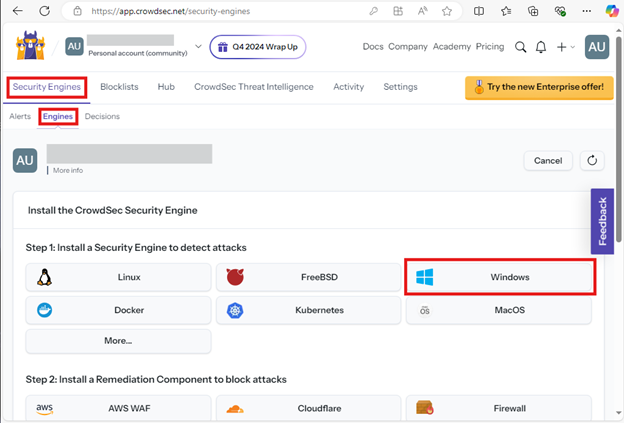 https://app.crowdsec.net/security-engines
AU
Personal account (community)
Q4 2024 Wrap Up
Docs Company Academy Pricing
AU
Security Engines Blocklists Hub CrowdSec Threat Intelligence Activity Settings
Try the new Enterprise offer!
Alerts Engines Decisions
AU
More info
Cancel
Feedback
Install the CrowdSec Security Engine
Step 1: Install a Security Engine to detect attacks
Linux FreeBSD Windows
Docker Kubernetes macOS MacOS
More...
Step 2: Install a Remediation Component to block attacks
aws AWS WAF Cloudflare Firewall